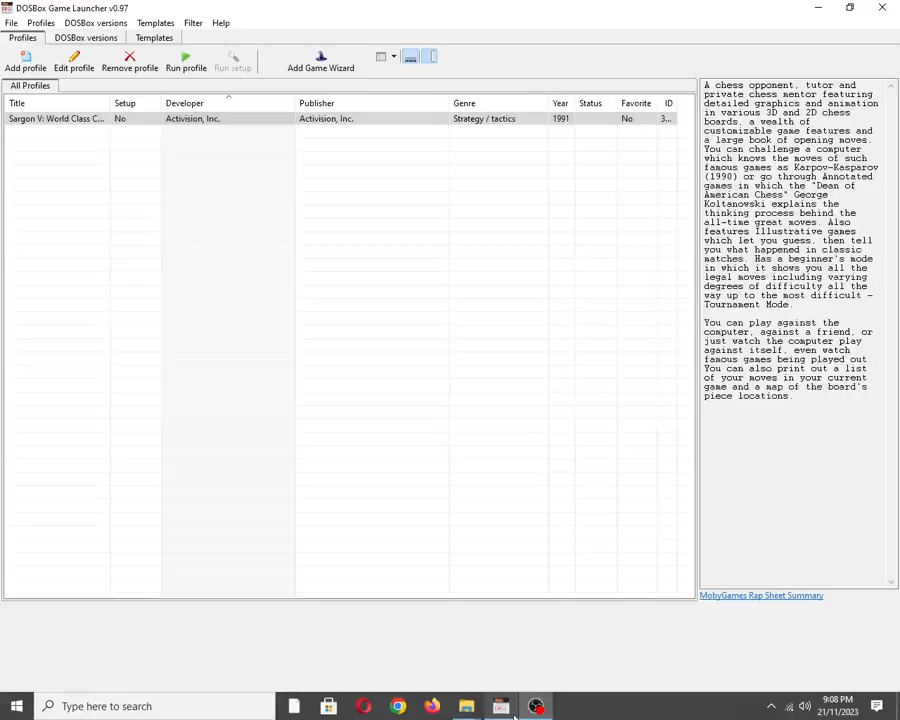 DOSBox Game Launcher v0.97
File Profiles DOSBox versions Templates Filter Help
Profiles DOSBox versions Templates
Add profile Edit profile Remove profile Run profile Run setup Add Game Wizard
All Profiles
Title Setup Developer Publisher Genre Year Status Favorite ID
Sargon V: World Class C... No Activision, Inc. Activision, Inc. Strategy / tactics 1991 No 3...
A chess opponent, tutor and
private chess mentor featuring
detailed graphics and animation
in various 3D and 2D chess
boards, a wealth of
customizable game features and
a large book of opening moves.
You can challenge a computer
which knows the moves of such
famous games as Karpov-Kasparov
(1990) or go through Annotated
games in which the "Dean of
American Chess" George
Koltanowski explains the
thinking process behind the
all-time great moves. Also
features Illustrative games
which let you guess, then tell
you what happened in classic
matches. Has a beginner's mode
in which it shows you all the
legal moves including varying
degrees of difficulty all the
way up to the most difficult -
Tournament Mode.
You can play against the
computer, against a friend, or
just watch the computer play
against itself, even watch
famous games being played out.
You can also print out a list
of your moves in your current
game and a map of the board's
piece locations.
MobyGames Rap Sheet Summary
Type here to search
9:08 PM
21/11/2023